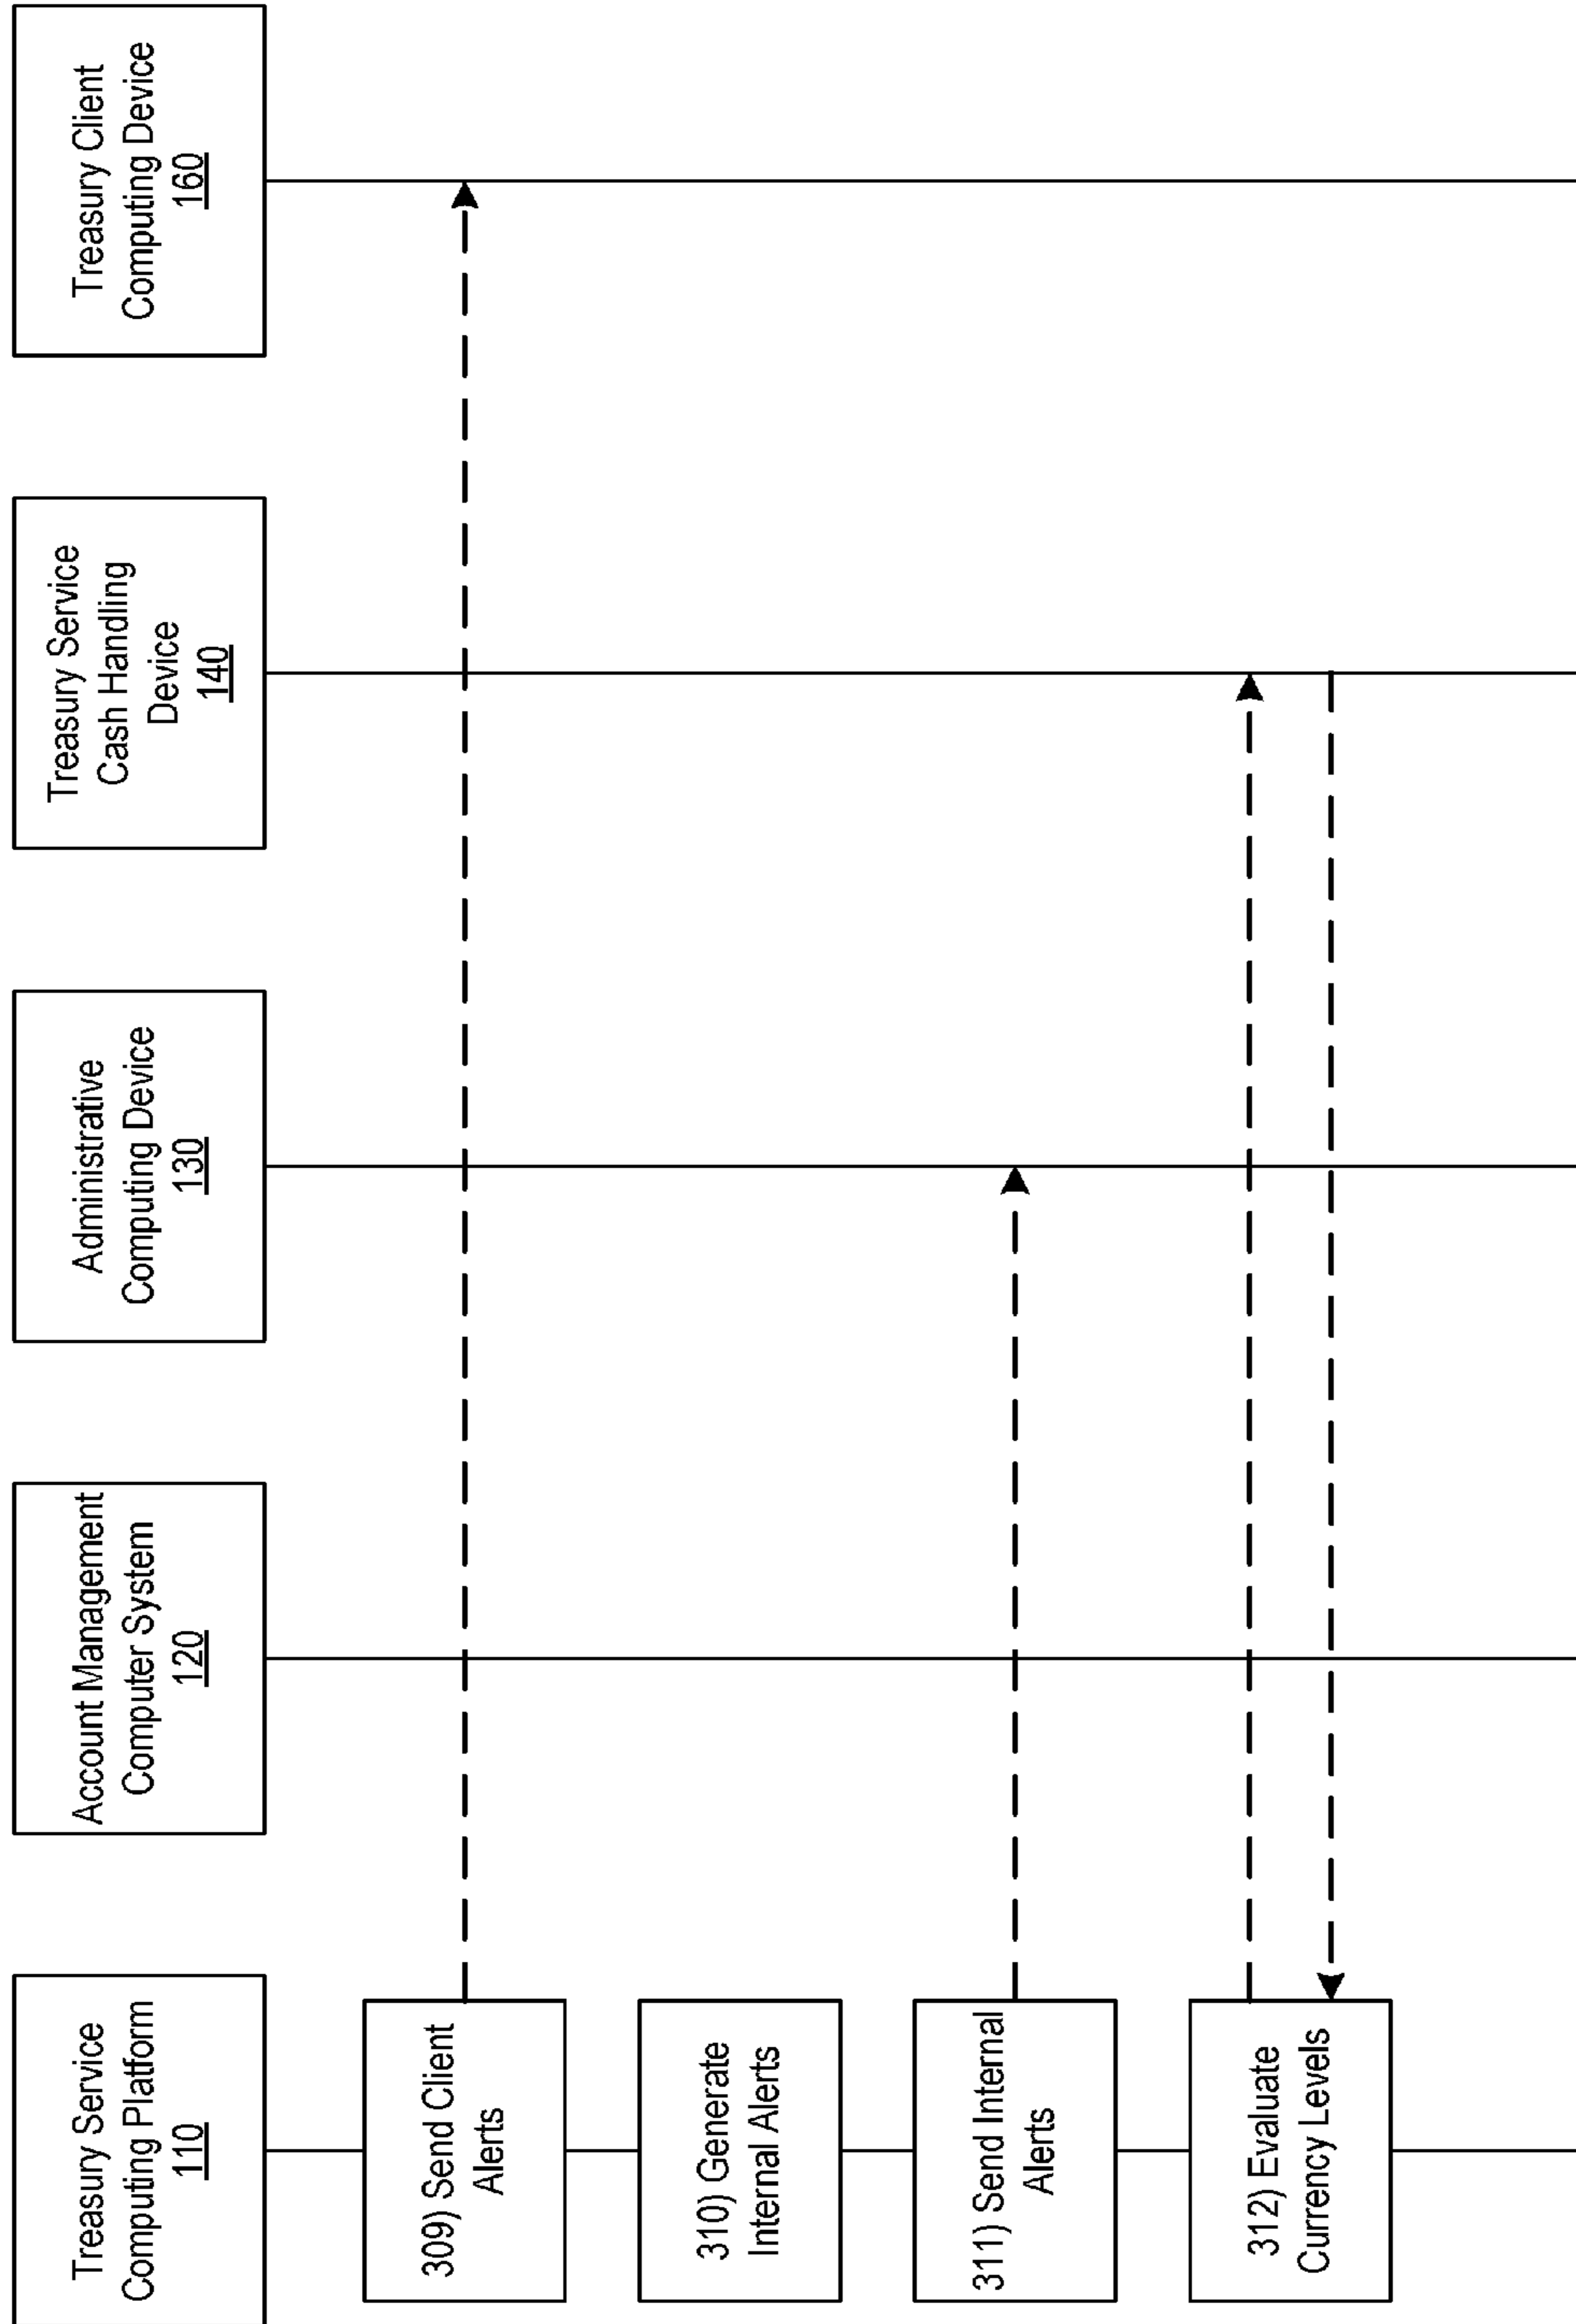 Treasury Service
Computing Platform
110
Account Management
Computer System
120
Administrative
Computing Device
130
Treasury Service
Cash Handling
Device
140
Treasury Client
Computing Device
160
309) Send Client
Alerts
310) Generate
Internal Alerts
311) Send Internal
Alerts
312) Evaluate
Currency Levels